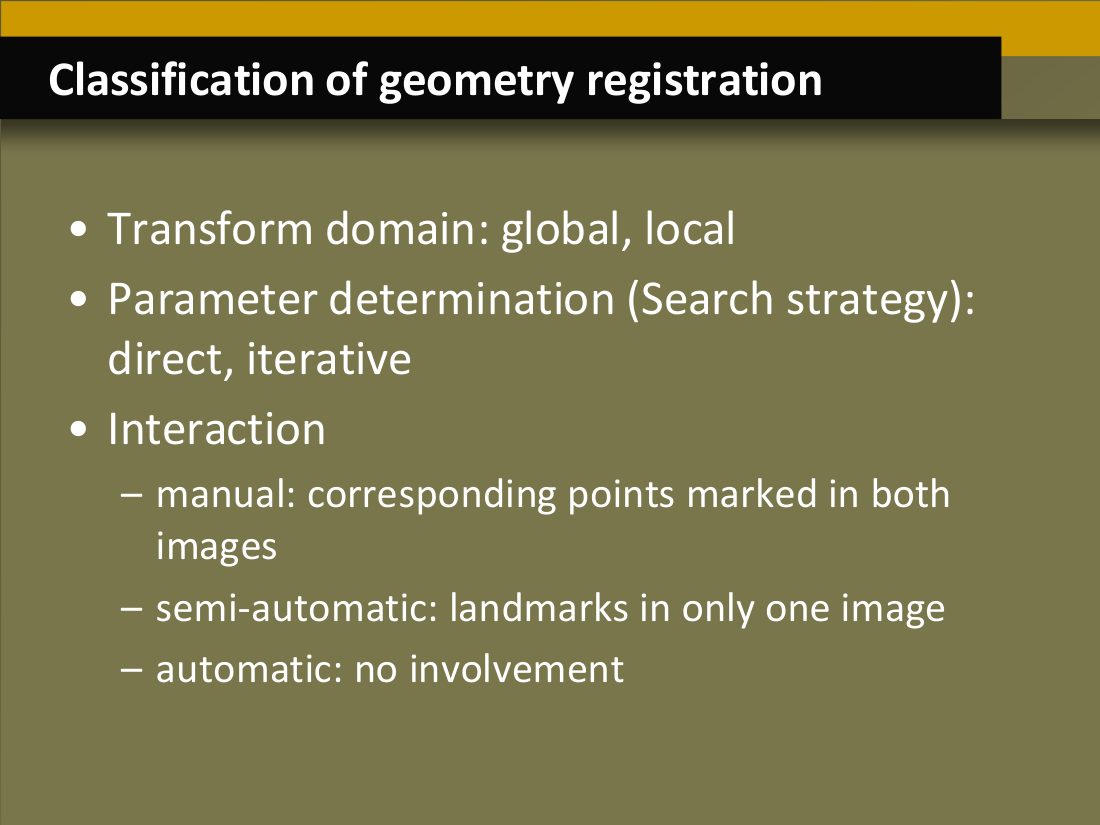 Classification of geometry registration
• Transform domain: global, local
• Parameter determination (Search strategy):
direct, iterative
• Interaction
– manual: corresponding points marked in both
images
– semi-automatic: landmarks in only one image
– automatic: no involvement